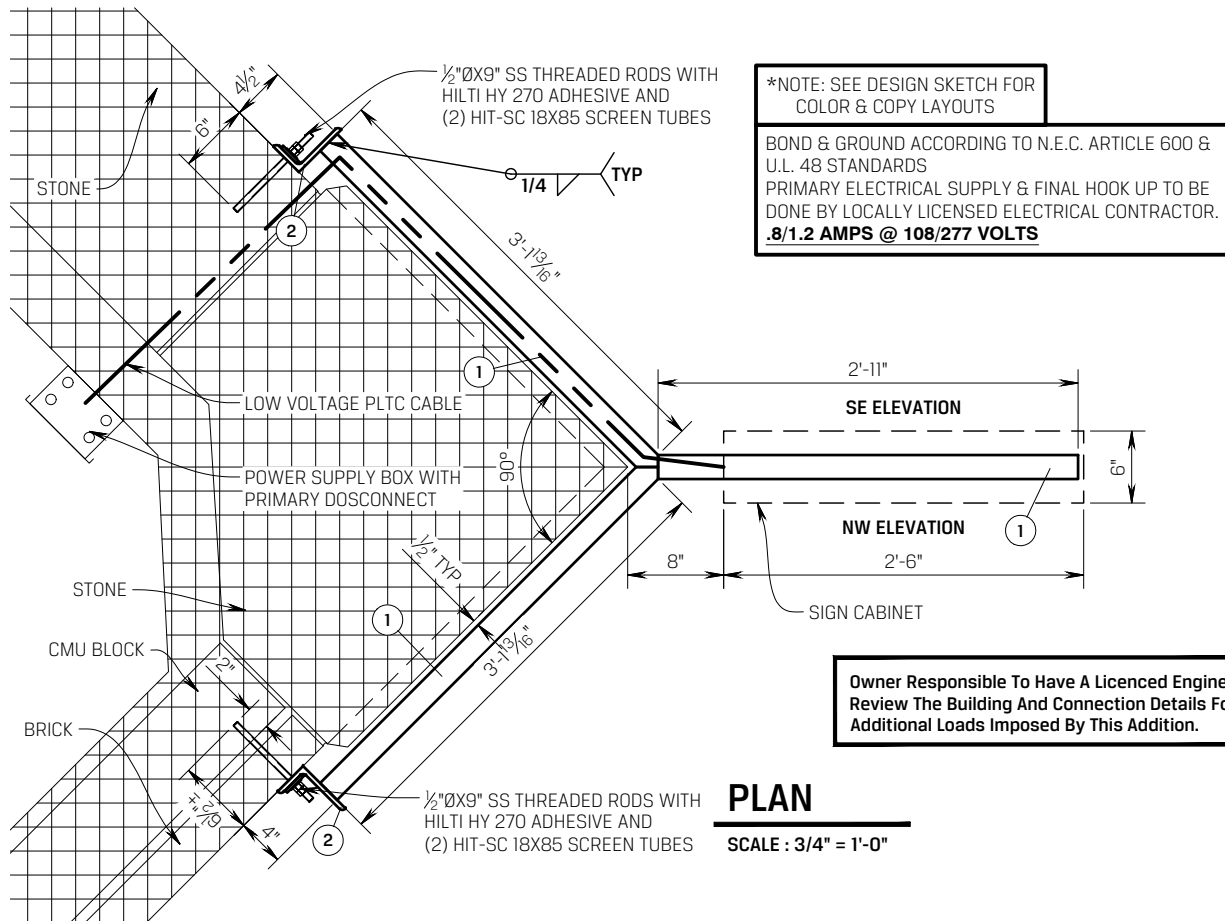 ½"ØX9" SS THREADED RODS WITH
HILTI HY 270 ADHESIVE AND
(2) HIT-SC 18X85 SCREEN TUBES
*NOTE: SEE DESIGN SKETCH FOR
COLOR & COPY LAYOUTS
BOND & GROUND ACCORDING TO N.E.C. ARTICLE 600 &
U.L. 48 STANDARDS
PRIMARY ELECTRICAL SUPPLY & FINAL HOOK UP TO BE
DONE BY LOCALLY LICENSED ELECTRICAL CONTRACTOR.
.8/1.2 AMPS @ 108/277 VOLTS
4½"
6"
STONE
1/4
TYP
2
3'-1¹³⁄₁₆"
1
2'-11"
SE ELEVATION
LOW VOLTAGE PLTC CABLE
90°
6"
POWER SUPPLY BOX WITH
PRIMARY DOSCONNECT
NW ELEVATION
1
½" TYP
8"
2'-6"
STONE
SIGN CABINET
1
CMU BLOCK
3'-1¹³⁄₁₆"
2"
Owner Responsible To Have A Licenced Engine
Review The Building And Connection Details Fo
Additional Loads Imposed By This Addition.
BRICK
6½"±
4"
½"ØX9" SS THREADED RODS WITH
HILTI HY 270 ADHESIVE AND
(2) HIT-SC 18X85 SCREEN TUBES
2
PLAN
SCALE : 3/4" = 1'-0"